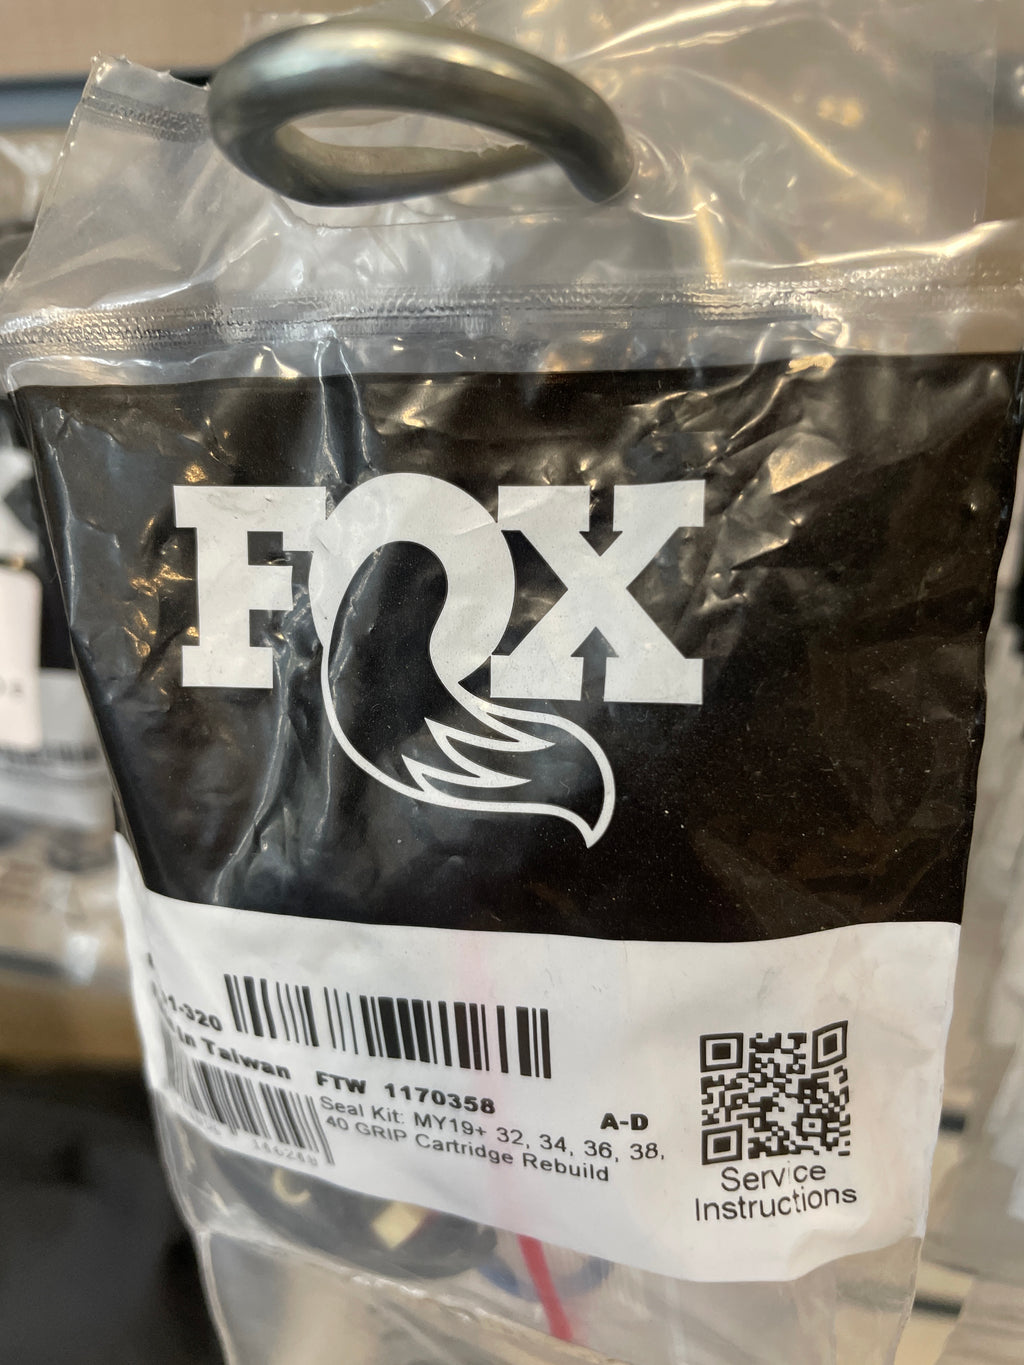 FOX
1-320
In Taiwan
FTW 1170358
A-D
Seal Kit: MY19+ 32, 34, 36, 38,
40 GRIP Cartridge Rebuild
Service
Instructions